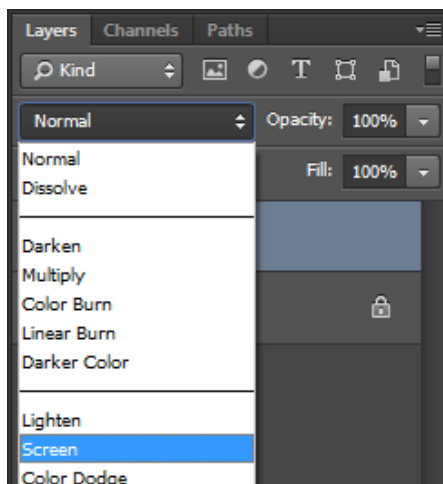 Layers Channels Paths
Kind T
Normal Opacity: 100%
Normal Fill: 100%
Dissolve
Darken
Multiply
Color Burn
Linear Burn
Darker Color
Lighten
Screen
Color Dodge